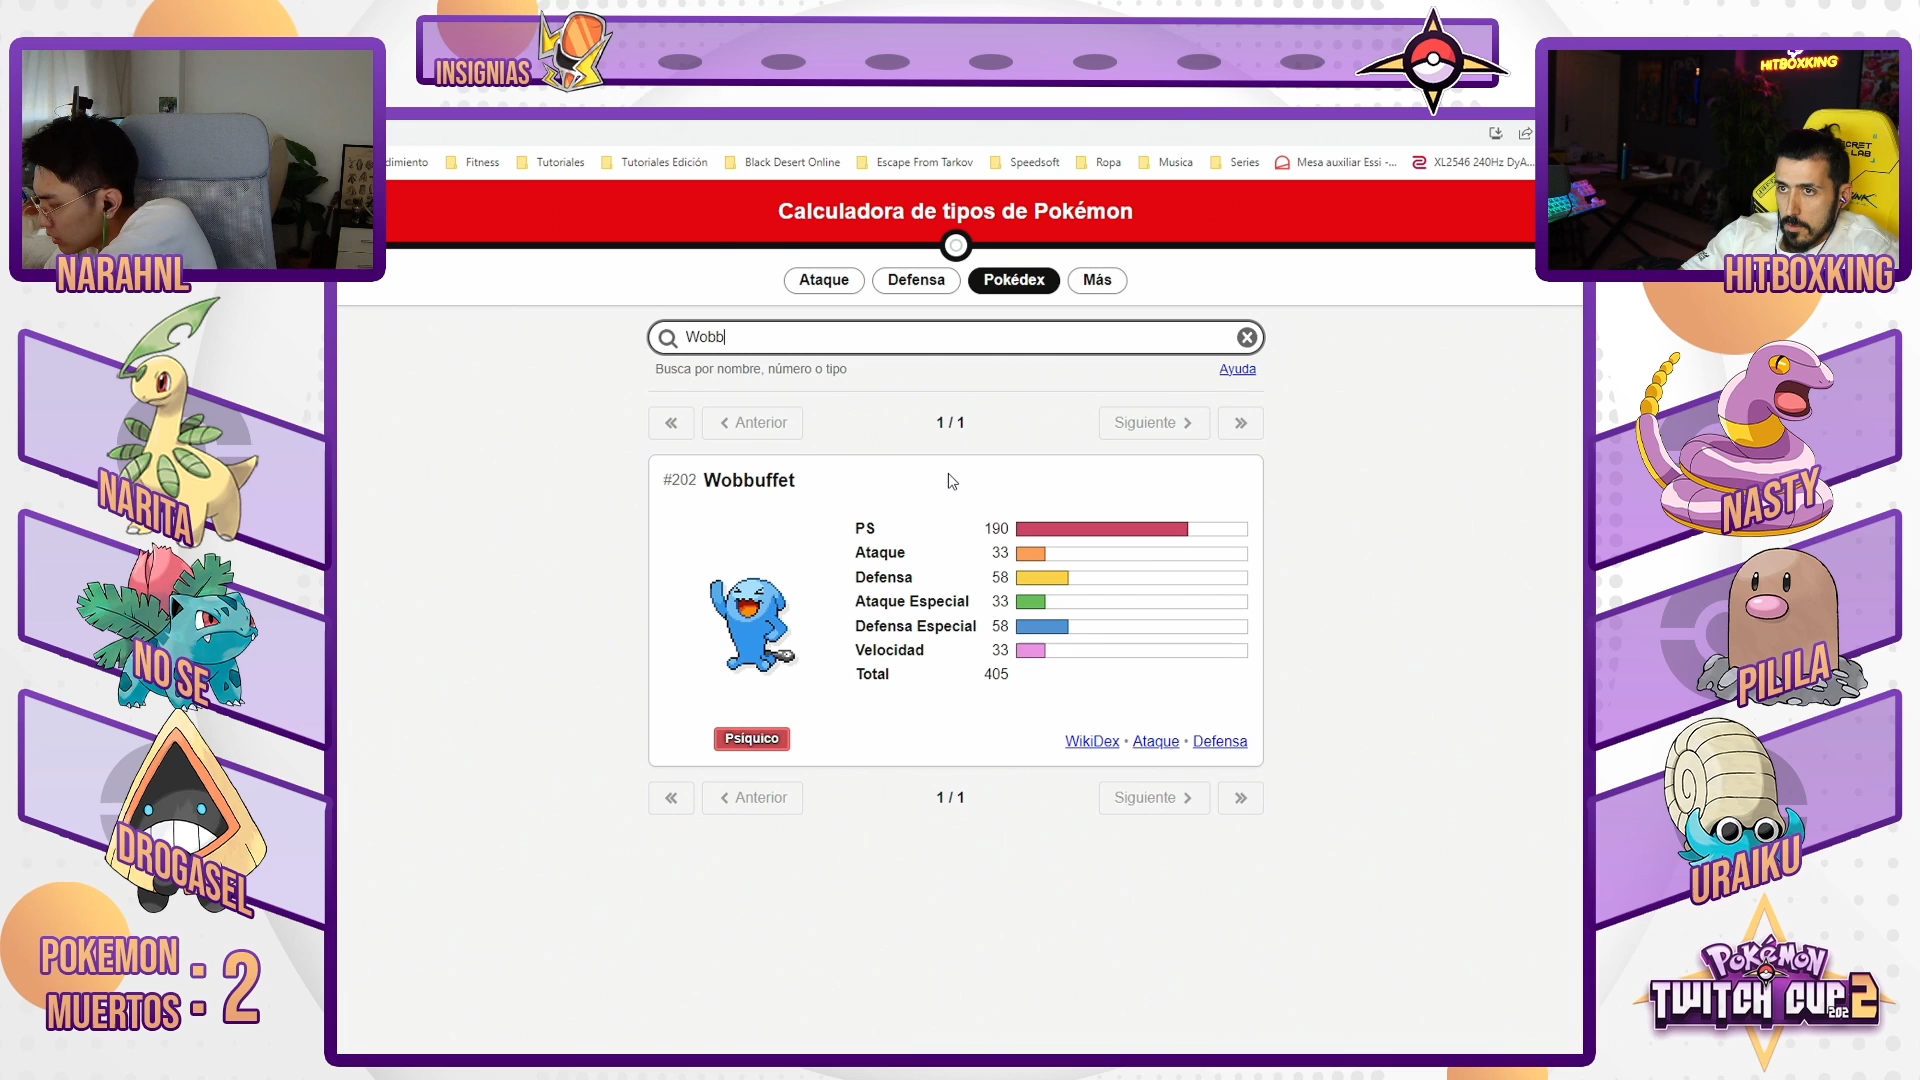 INSIGNIAS
HITBOXKING
dimiento
Fitness
Tutoriales
Tutoriales Edición
Black Desert Online
Escape From Tarkov
Speedsoft
Ropa
Musica
Series
Mesa auxiliar Essi -...
XL2546 240Hz DyA...
Calculadora de tipos de Pokémon
NARAHNL
HITBOXKING
Ataque
Defensa
Pokédex
Más
Wobb
Busca por nombre, número o tipo
Ayuda
« ‹ Anterior 1 / 1 Siguiente › »
#202 Wobbuffet
PS 190
Ataque 33
Defensa 58
Ataque Especial 33
Defensa Especial 58
Velocidad 33
Total 405
Psíquico
WikiDex • Ataque • Defensa
« ‹ Anterior 1 / 1 Siguiente › »
NARITA
NO SE
DROGASEL
POKEMON
MUERTOS : 2
NASTY
PILILA
URAIKU
POKéMON
TWITCH CUP 2
202